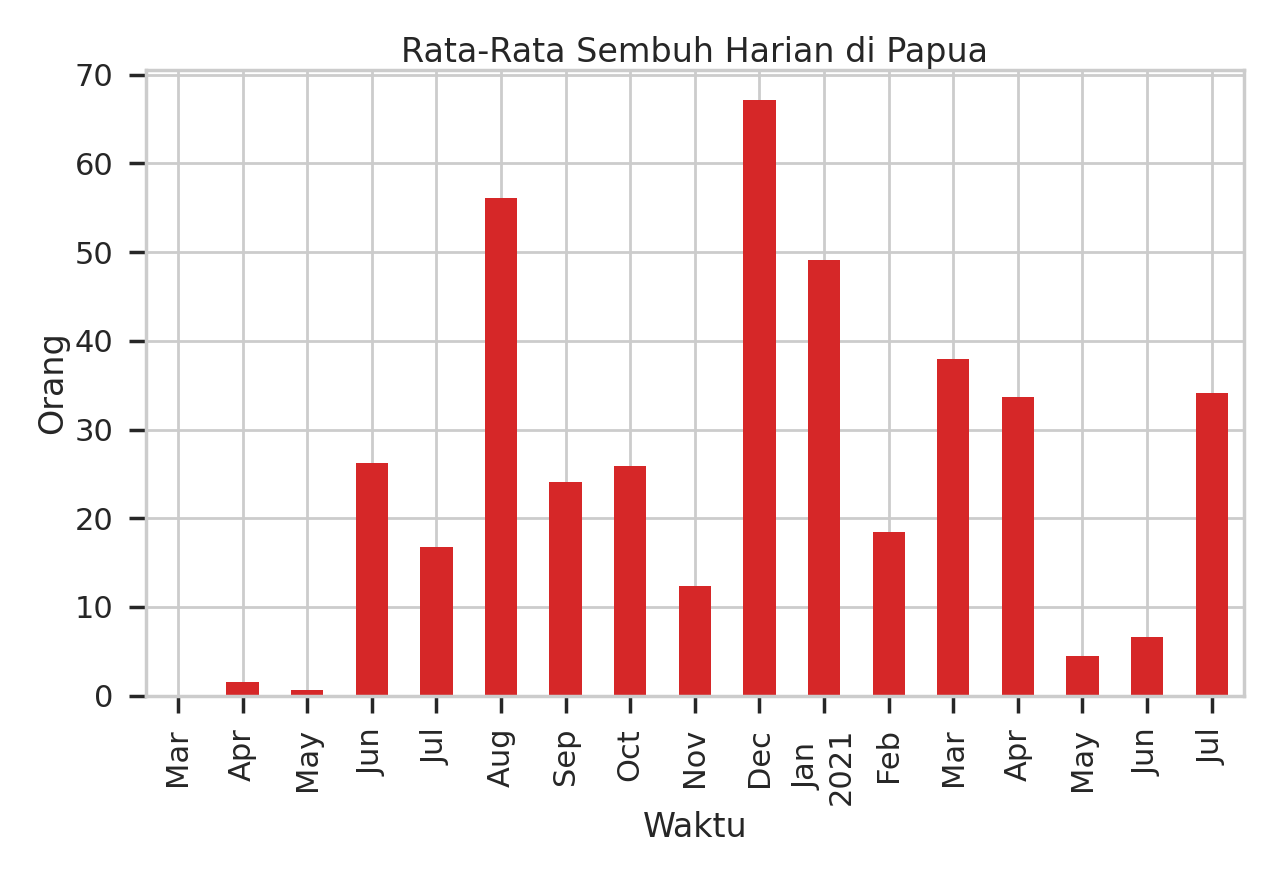 Rata-Rata Sembuh Harian di Papua
70
60
50
40
30
20
10
0
Orang
Mar
Apr
May
Jun
Jul
Aug
Sep
Oct
Nov
Dec
Jan
2021
Feb
Mar
Apr
May
Jun
Jul
Waktu